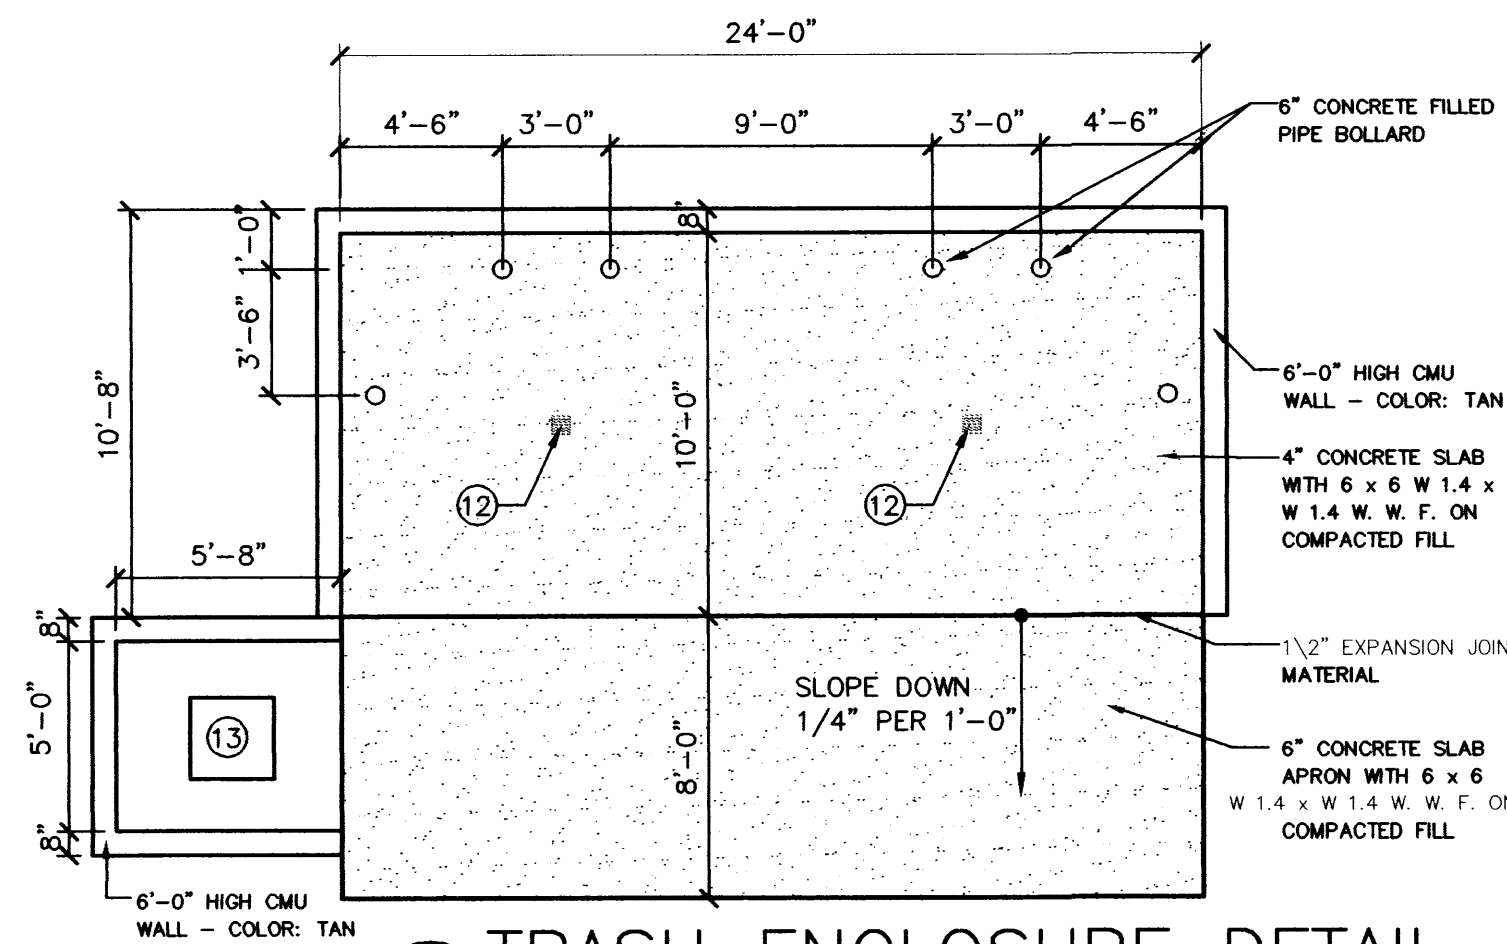 24'-0"
4'-6"
3'-0"
9'-0"
3'-0"
4'-6"
6" CONCRETE FILLED
PIPE BOLLARD
8'
1'-0"
3'-6"
10'-8"
10'-0"
6'-0" HIGH CMU
WALL - COLOR: TAN
4" CONCRETE SLAB
WITH 6 x 6 W 1.4 x
W 1.4 W. W. F. ON
COMPACTED FILL
12
12
5'-8"
8"
5'-0"
8"
13
SLOPE DOWN
1/4" PER 1'-0"
8'-0"
1\2" EXPANSION JOIN
MATERIAL
6" CONCRETE SLAB
APRON WITH 6 x 6
W 1.4 x W 1.4 W. W. F. ON
COMPACTED FILL
6'-0" HIGH CMU
WALL - COLOR: TAN
TRASH ENCLOSURE DETAIL